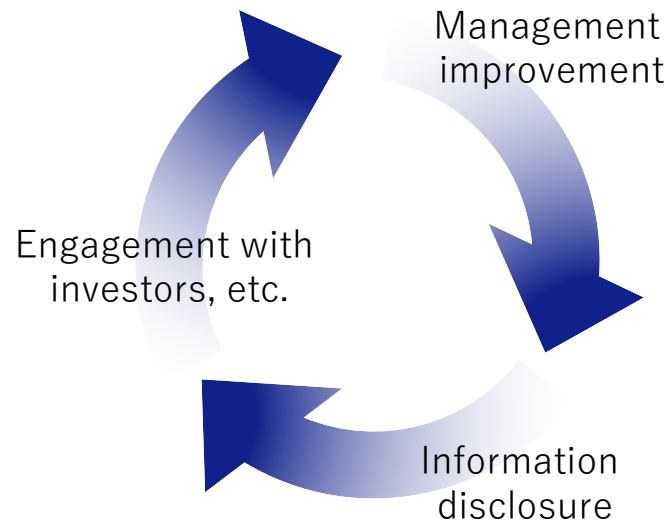 Management
improvement
Engagement with
investors, etc.
Information
disclosure